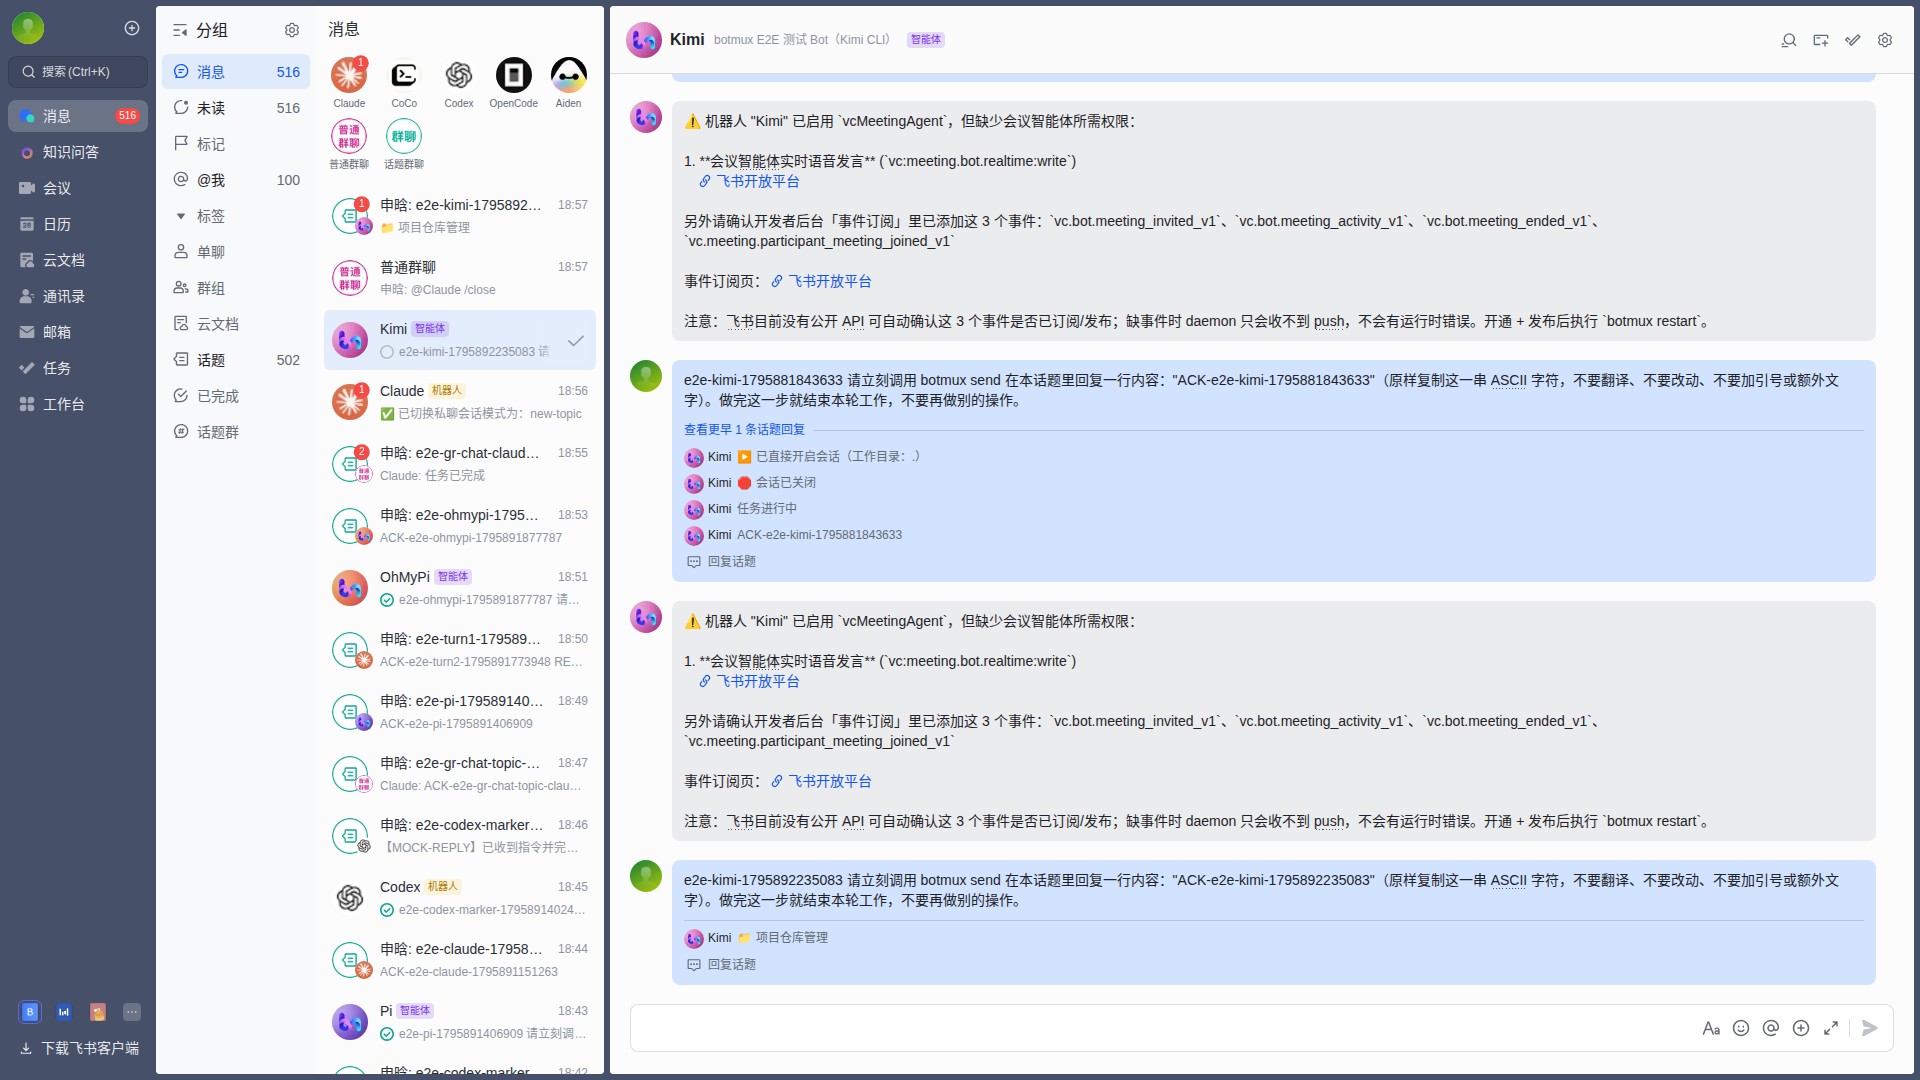 搜索 (Ctrl+K)
消息 516
知识问答
会议
日历
云文档
通讯录
邮箱
任务
工作台
B
下载飞书客户端
分组
消息 516
未读 516
标记
@我 100
标签
单聊
群组
云文档
话题 502
已完成
话题群
消息
1
Claude CoCo Codex OpenCode Aiden
普通群聊 群聊
普通群聊 话题群聊
1
申晗: e2e-kimi-1795892… 18:57
📁 项目仓库管理
普通群聊
普通群聊 18:57
申晗: @Claude /close
Kimi 智能体
e2e-kimi-1795892235083 请
1
Claude 机器人 18:56
✅ 已切换私聊会话模式为：new-topic
2
申晗: e2e-gr-chat-claud… 18:55
Claude: 任务已完成
申晗: e2e-ohmypi-1795… 18:53
ACK-e2e-ohmypi-1795891877787
OhMyPi 智能体 18:51
e2e-ohmypi-1795891877787 请…
申晗: e2e-turn1-179589… 18:50
ACK-e2e-turn2-1795891773948 RE…
申晗: e2e-pi-179589140… 18:49
ACK-e2e-pi-1795891406909
申晗: e2e-gr-chat-topic-… 18:47
Claude: ACK-e2e-gr-chat-topic-clau…
申晗: e2e-codex-marker… 18:46
【MOCK-REPLY】已收到指令并完…
Codex 机器人 18:45
e2e-codex-marker-17958914024…
申晗: e2e-claude-17958… 18:44
ACK-e2e-claude-1795891151263
Pi 智能体 18:43
e2e-pi-1795891406909 请立刻调…
申晗: e2e-codex-marker… 18:42
Kimi botmux E2E 测试 Bot（Kimi CLI） 智能体
⚠️ 机器人 "Kimi" 已启用 `vcMeetingAgent`，但缺少会议智能体所需权限：
1. **会议智能体实时语音发言** (`vc:meeting.bot.realtime:write`)
飞书开放平台
另外请确认开发者后台「事件订阅」里已添加这 3 个事件：`vc.bot.meeting_invited_v1`、`vc.bot.meeting_activity_v1`、`vc.bot.meeting_ended_v1`、
`vc.meeting.participant_meeting_joined_v1`
事件订阅页： 飞书开放平台
注意：飞书目前没有公开 API 可自动确认这 3 个事件是否已订阅/发布；缺事件时 daemon 只会收不到 push，不会有运行时错误。开通 + 发布后执行 `botmux restart`。
e2e-kimi-1795881843633 请立刻调用 botmux send 在本话题里回复一行内容："ACK-e2e-kimi-1795881843633"（原样复制这一串 ASCII 字符，不要翻译、不要改动、不要加引号或额外文
字）。做完这一步就结束本轮工作，不要再做别的操作。
查看更早 1 条话题回复
Kimi ▶️ 已直接开启会话（工作目录：.）
Kimi 🛑 会话已关闭
Kimi 任务进行中
Kimi ACK-e2e-kimi-1795881843633
回复话题
⚠️ 机器人 "Kimi" 已启用 `vcMeetingAgent`，但缺少会议智能体所需权限：
1. **会议智能体实时语音发言** (`vc:meeting.bot.realtime:write`)
飞书开放平台
另外请确认开发者后台「事件订阅」里已添加这 3 个事件：`vc.bot.meeting_invited_v1`、`vc.bot.meeting_activity_v1`、`vc.bot.meeting_ended_v1`、
`vc.meeting.participant_meeting_joined_v1`
事件订阅页： 飞书开放平台
注意：飞书目前没有公开 API 可自动确认这 3 个事件是否已订阅/发布；缺事件时 daemon 只会收不到 push，不会有运行时错误。开通 + 发布后执行 `botmux restart`。
e2e-kimi-1795892235083 请立刻调用 botmux send 在本话题里回复一行内容："ACK-e2e-kimi-1795892235083"（原样复制这一串 ASCII 字符，不要翻译、不要改动、不要加引号或额外文
字）。做完这一步就结束本轮工作，不要再做别的操作。
Kimi 📁 项目仓库管理
回复话题
Aa